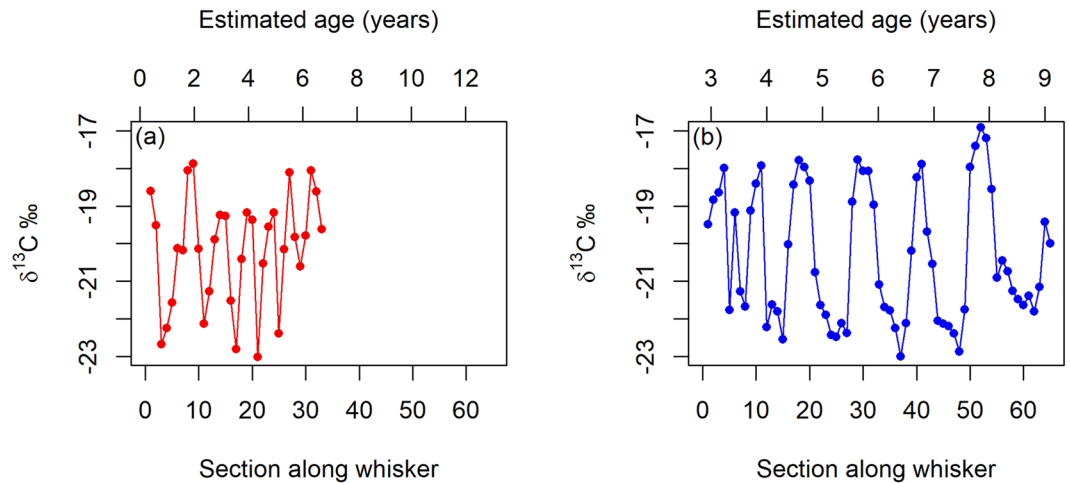 Estimated age (years)
0 2 4 6 8 10 12
(a)
-17
-19
-21
-23
δ13C ‰
0 10 20 30 40 50 60
Section along whisker
Estimated age (years)
3 4 5 6 7 8 9
(b)
-17
-19
-21
-23
δ13C ‰
0 10 20 30 40 50 60
Section along whisker